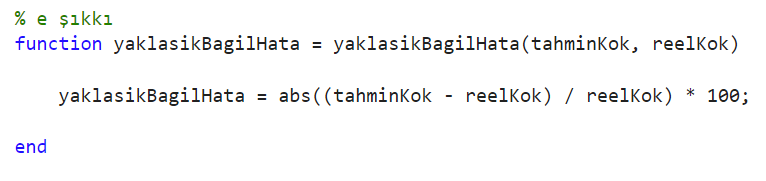 % e şıkkı
function yaklasikBagilHata = yaklasikBagilHata(tahminKok, reelKok)
yaklasikBagilHata = abs((tahminKok - reelKok) / reelKok) * 100;
end